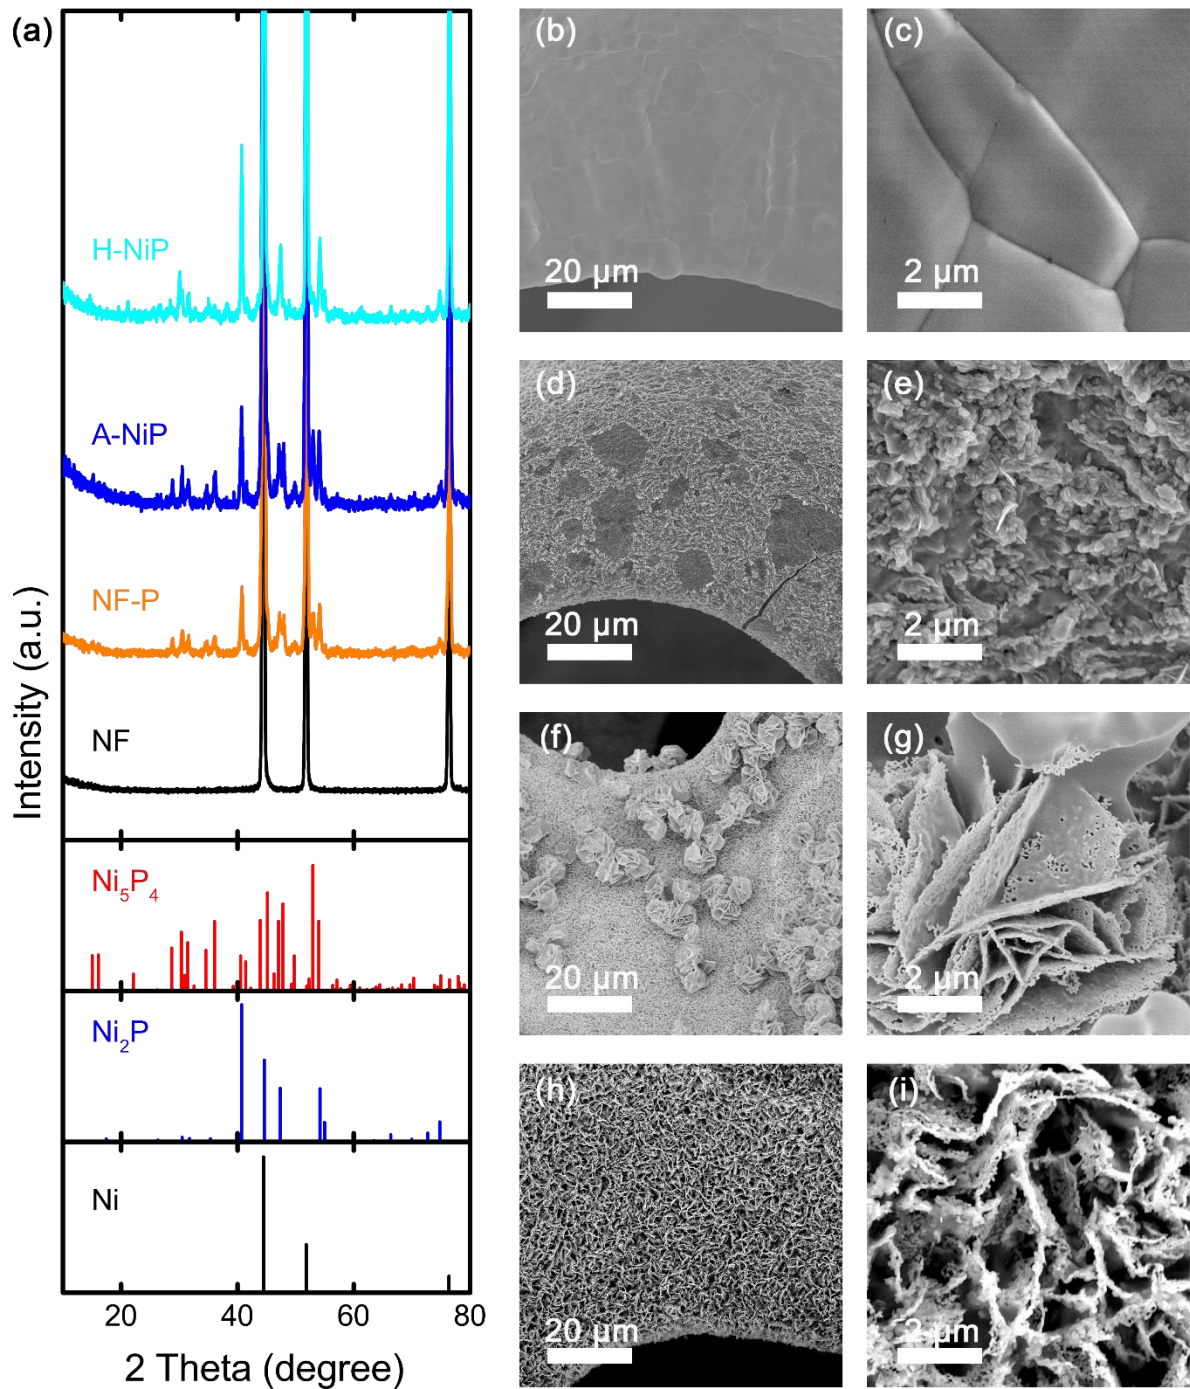 (a)
H-NiP
A-NiP
NF-P
NF
Ni₅P₄
Ni₂P
Ni
Intensity (a.u.)
20 40 60 80
2 Theta (degree)
(b)
20 μm
(c)
2 μm
(d)
20 μm
(e)
2 μm
(f)
20 μm
(g)
2 μm
(h)
20 μm
(i)
2 μm